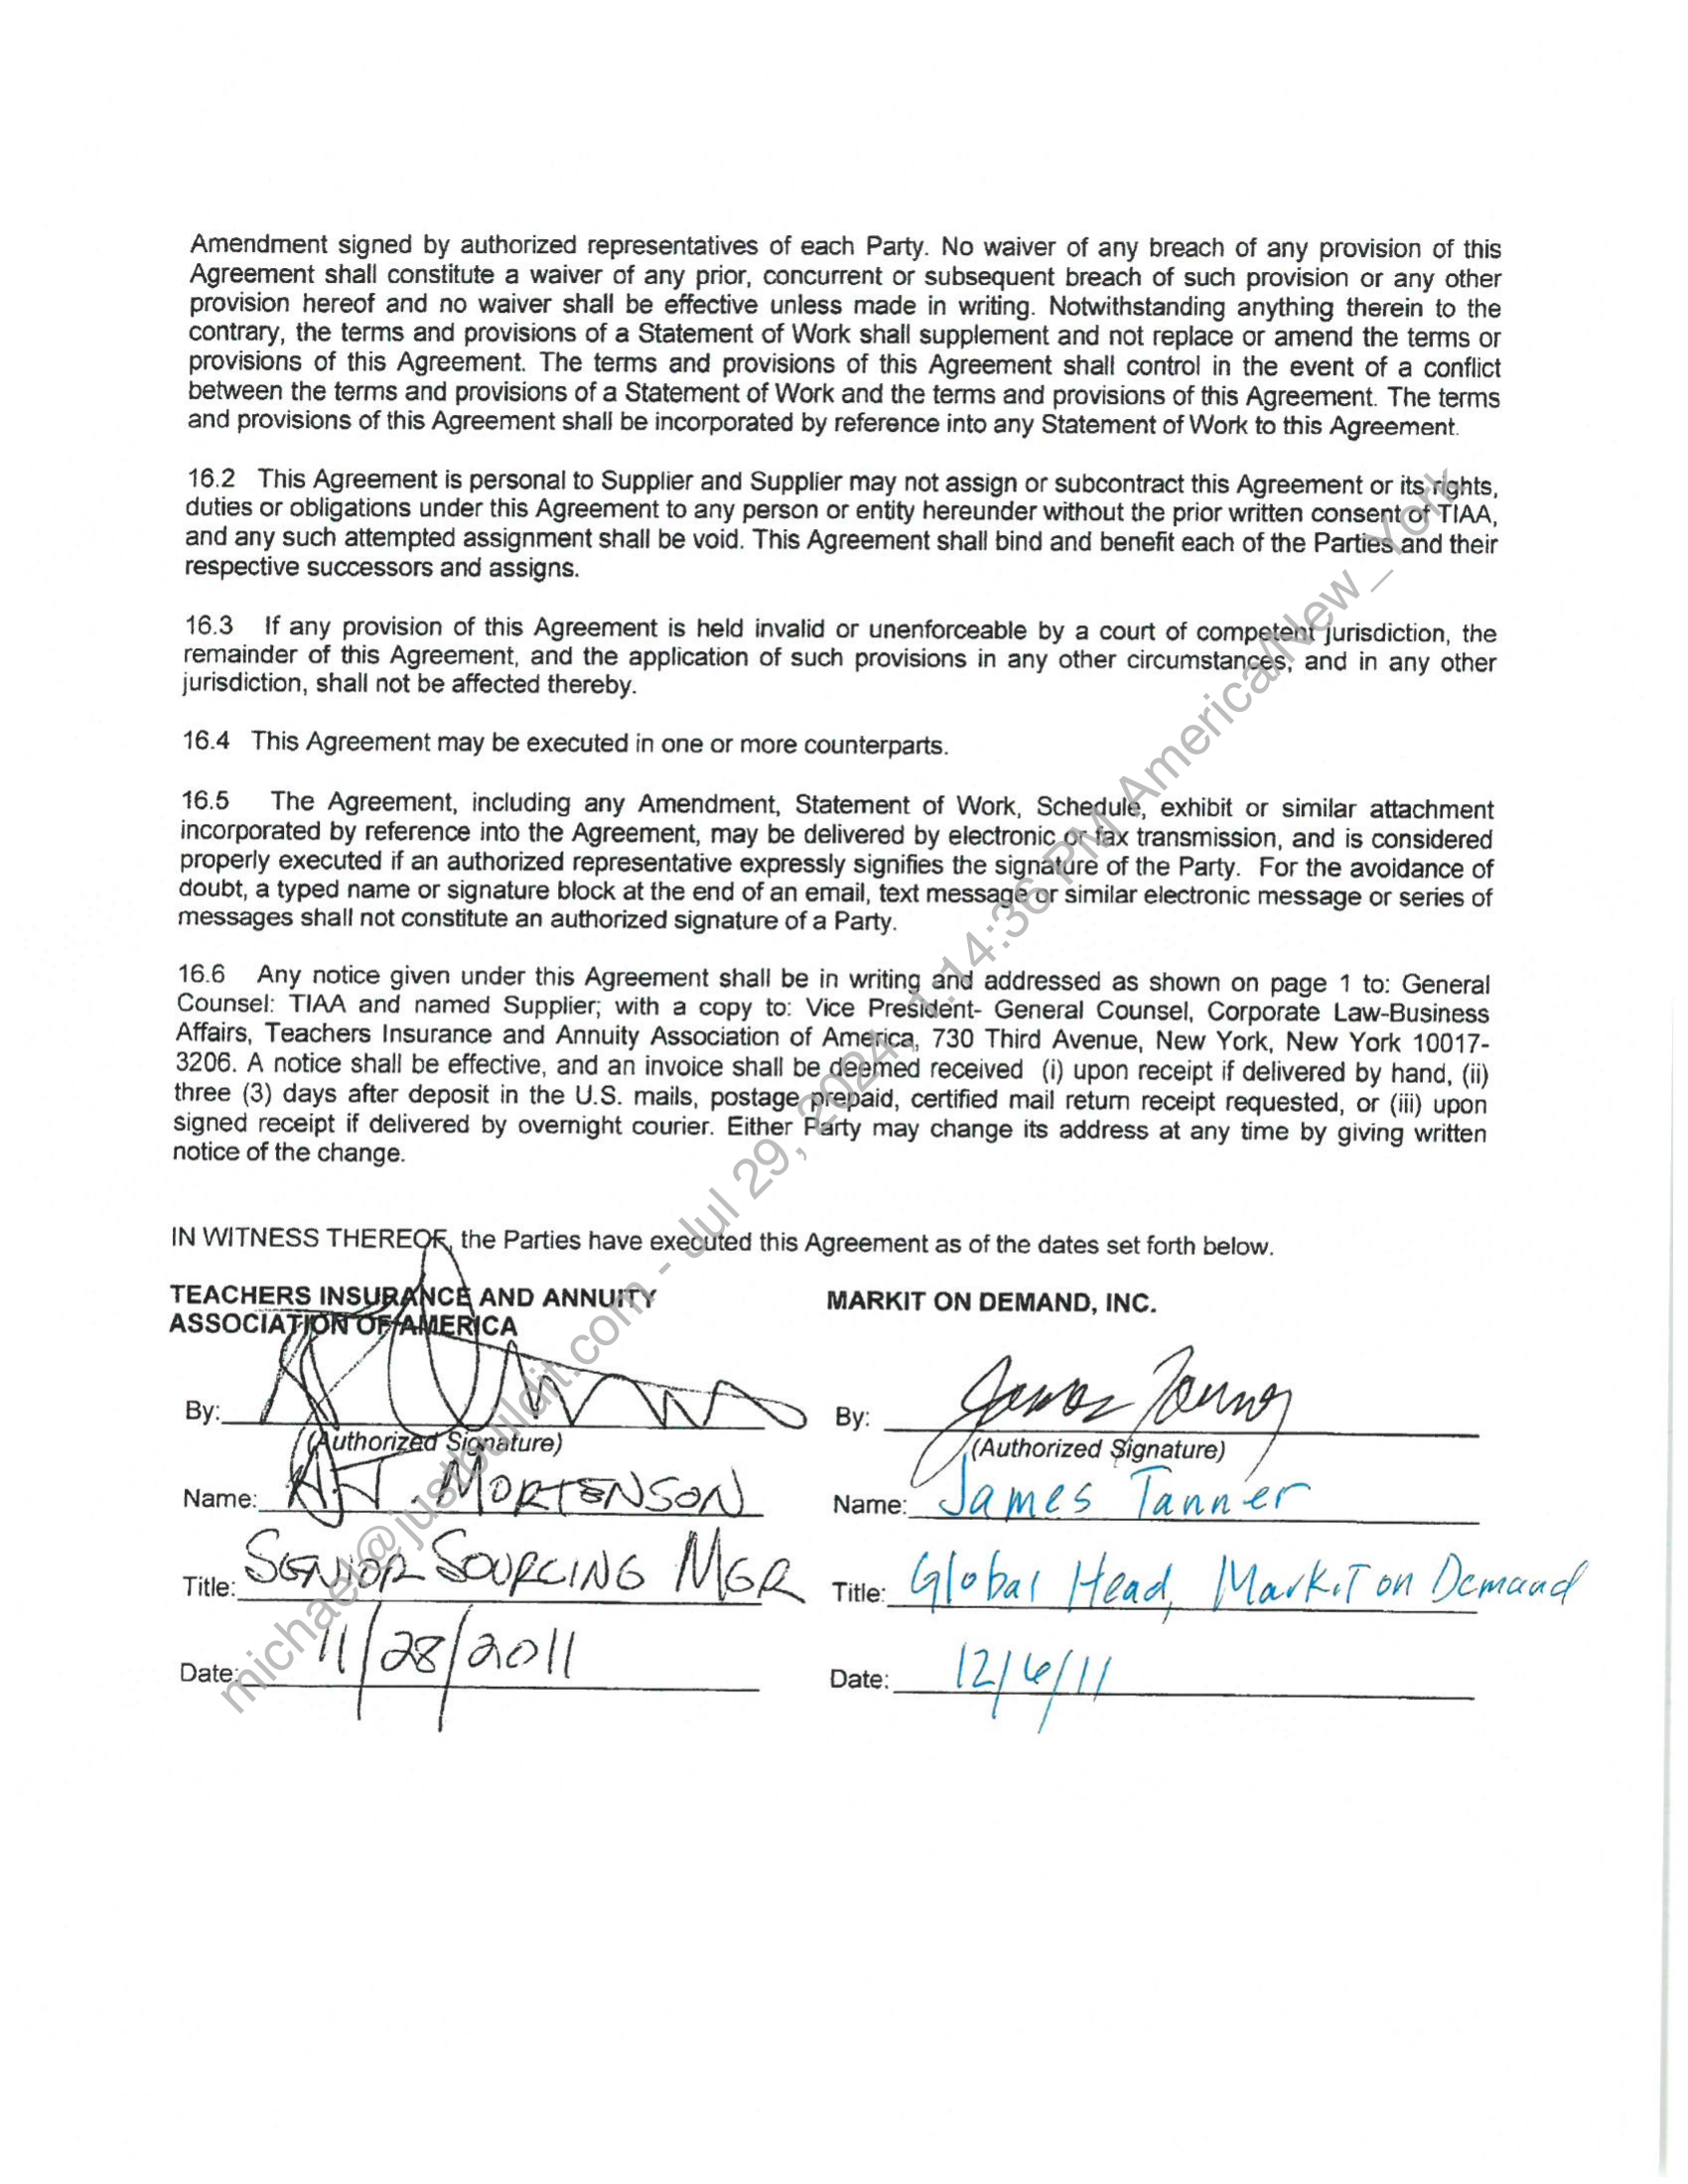 Amendment signed by authorized representatives of each Party. No waiver of any breach of any provision of this
Agreement shall constitute a waiver of any prior, concurrent or subsequent breach of such provision or any other
provision hereof and no waiver shall be effective unless made in writing. Notwithstanding anything therein to the
contrary, the terms and provisions of a Statement of Work shall supplement and not replace or amend the terms or
provisions of this Agreement. The terms and provisions of this Agreement shall control in the event of a conflict
between the terms and provisions of a Statement of Work and the terms and provisions of this Agreement. The terms
and provisions of this Agreement shall be incorporated by reference into any Statement of Work to this Agreement.
16.2 This Agreement is personal to Supplier and Supplier may not assign or subcontract this Agreement or its rights,
duties or obligations under this Agreement to any person or entity hereunder without the prior written consent of TIAA,
and any such attempted assignment shall be void. This Agreement shall bind and benefit each of the Parties and their
respective successors and assigns.
16.3 If any provision of this Agreement is held invalid or unenforceable by a court of competent jurisdiction, the
remainder of this Agreement, and the application of such provisions in any other circumstances, and in any other
jurisdiction, shall not be affected thereby.
16.4 This Agreement may be executed in one or more counterparts.
16.5 The Agreement, including any Amendment, Statement of Work, Schedule, exhibit or similar attachment
incorporated by reference into the Agreement, may be delivered by electronic or fax transmission, and is considered
properly executed if an authorized representative expressly signifies the signature of the Party. For the avoidance of
doubt, a typed name or signature block at the end of an email, text message or similar electronic message or series of
messages shall not constitute an authorized signature of a Party.
16.6 Any notice given under this Agreement shall be in writing and addressed as shown on page 1 to: General
Counsel: TIAA and named Supplier; with a copy to: Vice President- General Counsel, Corporate Law-Business
Affairs, Teachers Insurance and Annuity Association of America, 730 Third Avenue, New York, New York 10017-
3206. A notice shall be effective, and an invoice shall be deemed received (i) upon receipt if delivered by hand, (ii)
three (3) days after deposit in the U.S. mails, postage prepaid, certified mail return receipt requested, or (iii) upon
signed receipt if delivered by overnight courier. Either Party may change its address at any time by giving written
notice of the change.
IN WITNESS THEREOF, the Parties have executed this Agreement as of the dates set forth below.
TEACHERS INSURANCE AND ANNUITY
ASSOCIATION OF AMERICA
By:
(Authorized Signature)
Name: MORTENSON
Title: SENIOR SOURCING MGR
Date: 11/28/2011
MARKIT ON DEMAND, INC.
By:
(Authorized Signature)
Name: James Tanner
Title: Global Head, Markit on Demand
Date: 12/6/11
michael@justbuildit.com - Jul 29, 2024, 1:14:36 PM America/New_York